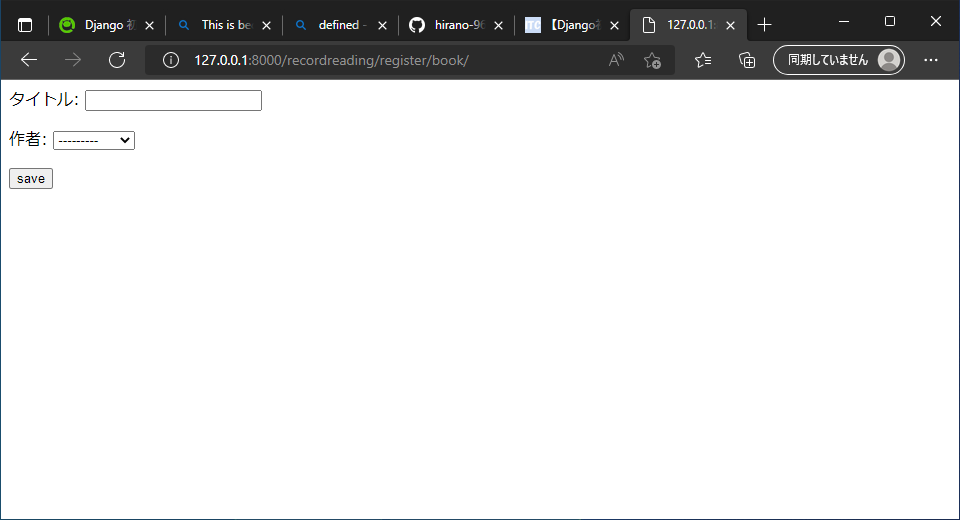 Django 初
This is be
defined -
hirano-96
【Django
127.0.0.1:
127.0.0.1:8000/recordreading/register/book/
同期していません
タイトル:
作者: ---------
save